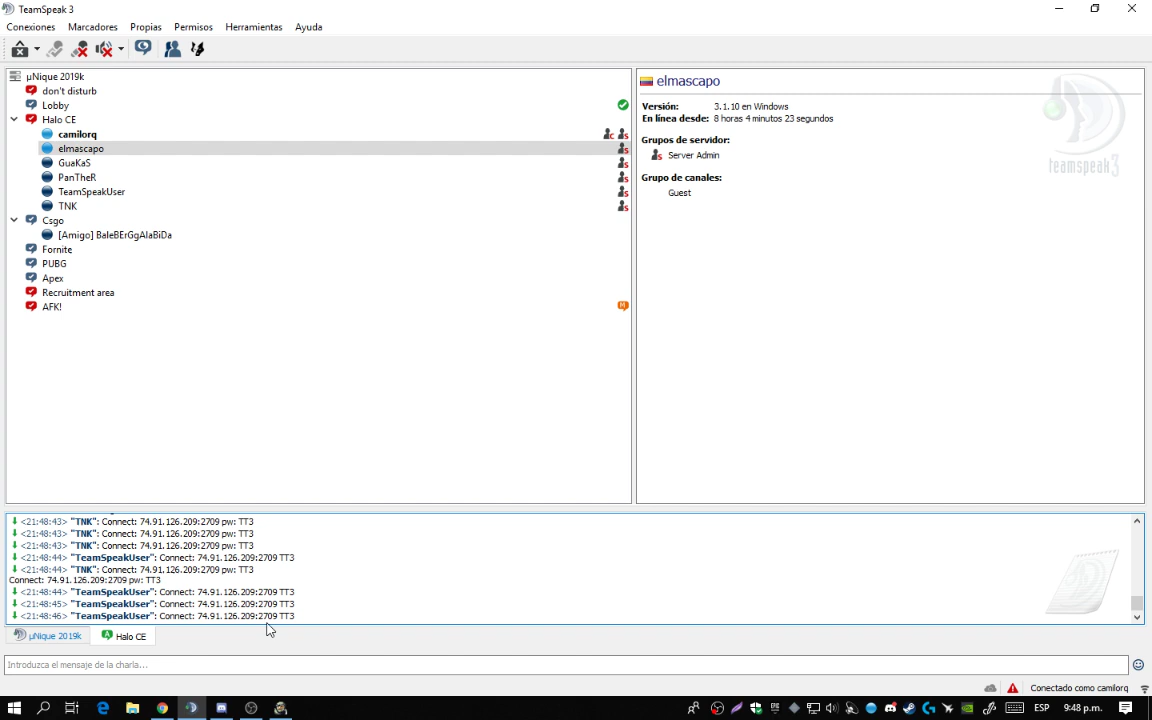 TeamSpeak 3
Conexiones Marcadores Propias Permisos Herramientas Ayuda
µNique 2019k
don't disturb
Lobby
Halo CE
camilorq
elmascapo
GuaKaS
PanTheR
TeamSpeakUser
TNK
Csgo
[Amigo] BaleBErGgAlaBiDa
Fornite
PUBG
Apex
Recruitment area
AFK!
elmascapo
Versión: 3.1.10 en Windows
En línea desde: 8 horas 4 minutos 23 segundos
Grupos de servidor:
Server Admin
Grupo de canales:
Guest
teamspeak3
<21:48:43> "TNK": Connect: 74.91.126.209:2709 pw: TT3
<21:48:43> "TNK": Connect: 74.91.126.209:2709 pw: TT3
<21:48:43> "TNK": Connect: 74.91.126.209:2709 pw: TT3
<21:48:44> "TeamSpeakUser": Connect: 74.91.126.209:2709 TT3
<21:48:44> "TNK": Connect: 74.91.126.209:2709 pw: TT3
Connect: 74.91.126.209:2709 pw: TT3
<21:48:44> "TeamSpeakUser": Connect: 74.91.126.209:2709 TT3
<21:48:45> "TeamSpeakUser": Connect: 74.91.126.209:2709 TT3
<21:48:46> "TeamSpeakUser": Connect: 74.91.126.209:2709 TT3
µNique 2019k Halo CE
Introduzca el mensaje de la charla...
Conectado como camilorq
ESP 9:48 p.m.